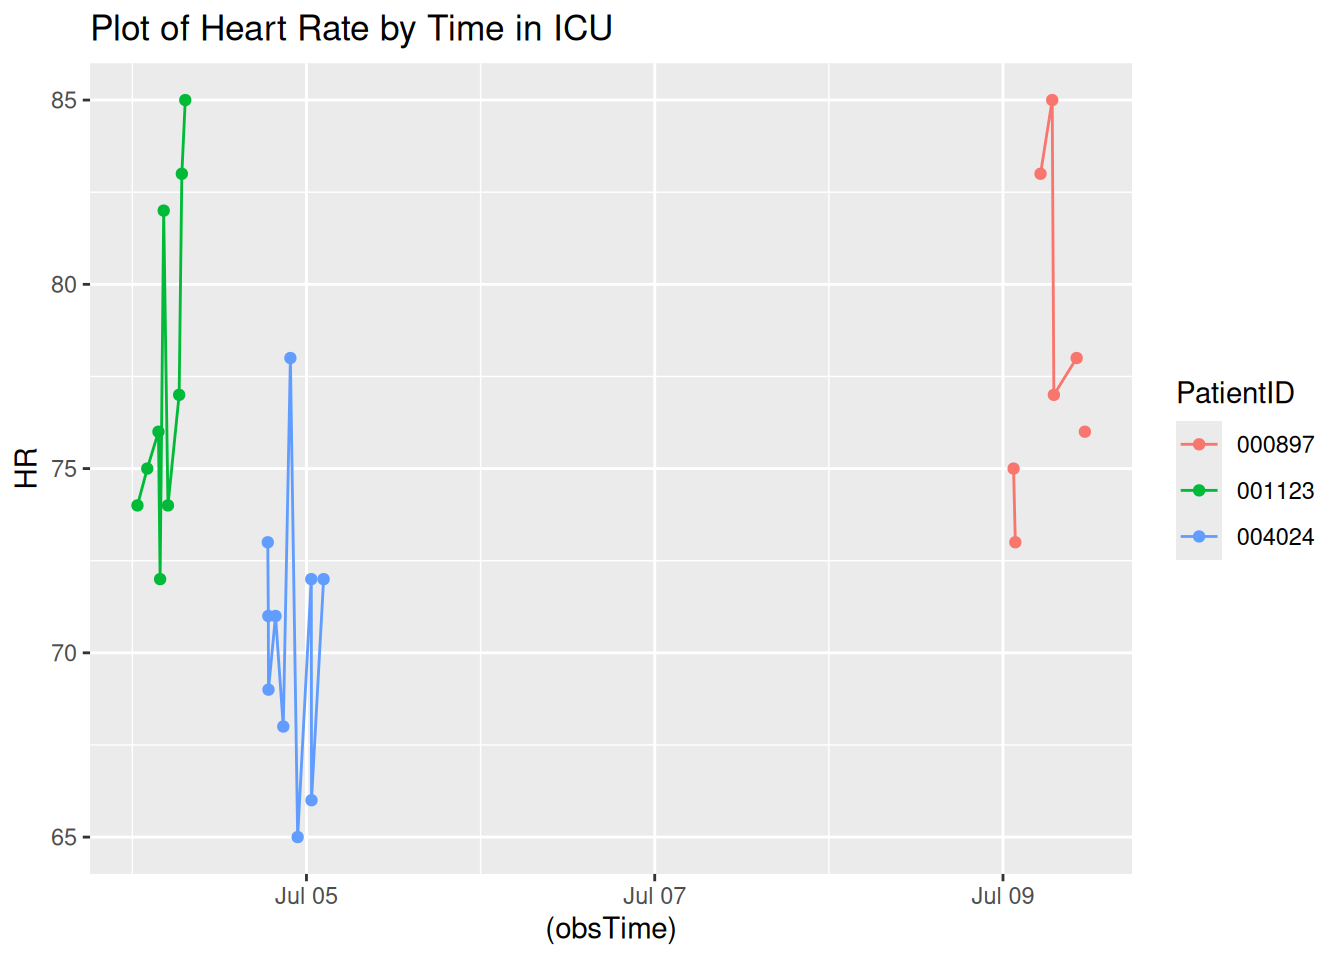 Plot of Heart Rate by Time in ICU
85
80
75
70
65
HR
Jul 05
Jul 07
Jul 09
(obsTime)
PatientID
000897
001123
004024